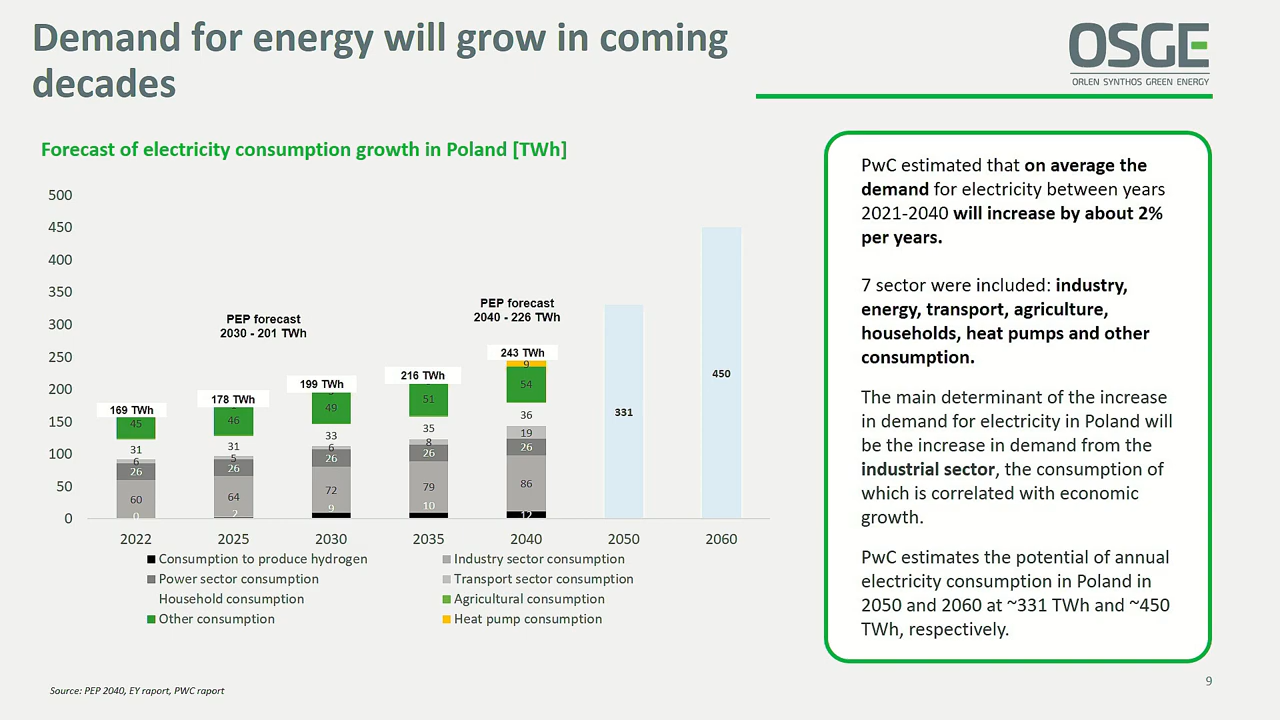 Demand for energy will grow in coming
decades
OSGE
ORLEN SYNTHOS GREEN ENERGY
Forecast of electricity consumption growth in Poland [TWh]
500
450
400
350
300
250
200
150
100
50
0
PEP forecast
2030 - 201 TWh
PEP forecast
2040 - 226 TWh
169 TWh
45
31
6
26
60
0
178 TWh
46
31
5
26
64
2
199 TWh
49
33
6
26
72
9
216 TWh
51
35
8
26
79
10
243 TWh
9
54
36
19
26
86
12
331
450
2022 2025 2030 2035 2040 2050 2060
Consumption to produce hydrogen
Industry sector consumption
Power sector consumption
Transport sector consumption
Household consumption
Agricultural consumption
Other consumption
Heat pump consumption
PwC estimated that on average the
demand for electricity between years
2021-2040 will increase by about 2%
per years.
7 sector were included: industry,
energy, transport, agriculture,
households, heat pumps and other
consumption.
The main determinant of the increase
in demand for electricity in Poland will
be the increase in demand from the
industrial sector, the consumption of
which is correlated with economic
growth.
PwC estimates the potential of annual
electricity consumption in Poland in
2050 and 2060 at ~331 TWh and ~450
TWh, respectively.
Source: PEP 2040, EY raport, PWC raport
9